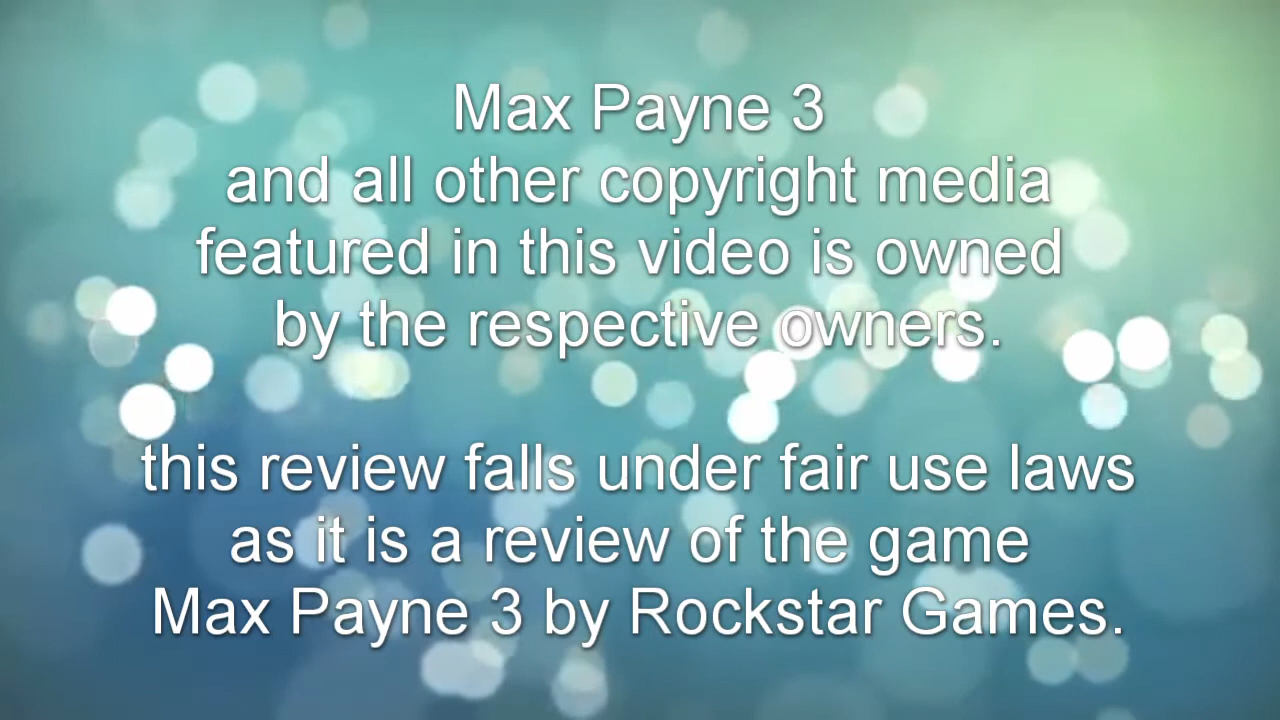 Max Payne 3
and all other copyright media
featured in this video is owned
by the respective owners.
this review falls under fair use laws
as it is a review of the game
Max Payne 3 by Rockstar Games.